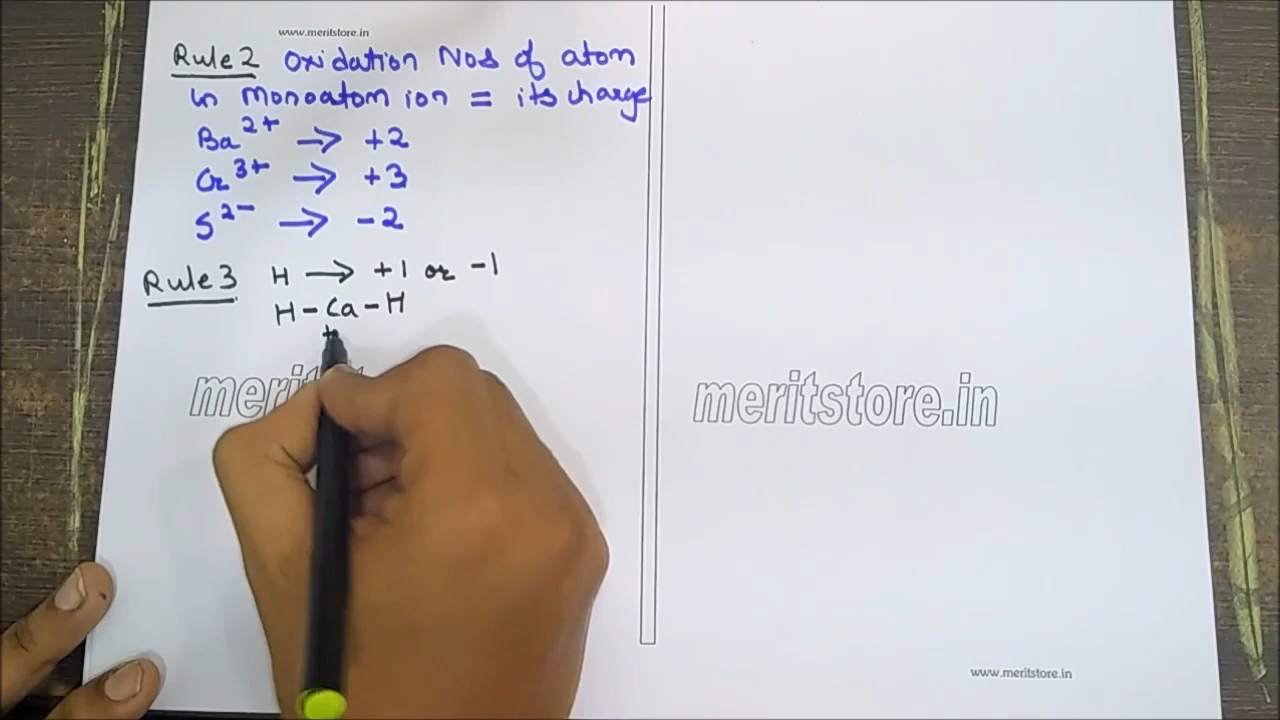 www.meritstore.in
Rule 2 Oxidation Nos of atom
in monoatom ion = its charge
Ba²⁺ → +2
Cr³⁺ → +3
S²⁻ → -2
Rule 3 H → +1 or -1
H-Ca-H
+
merit
meritstore.in
www.meritstore.in